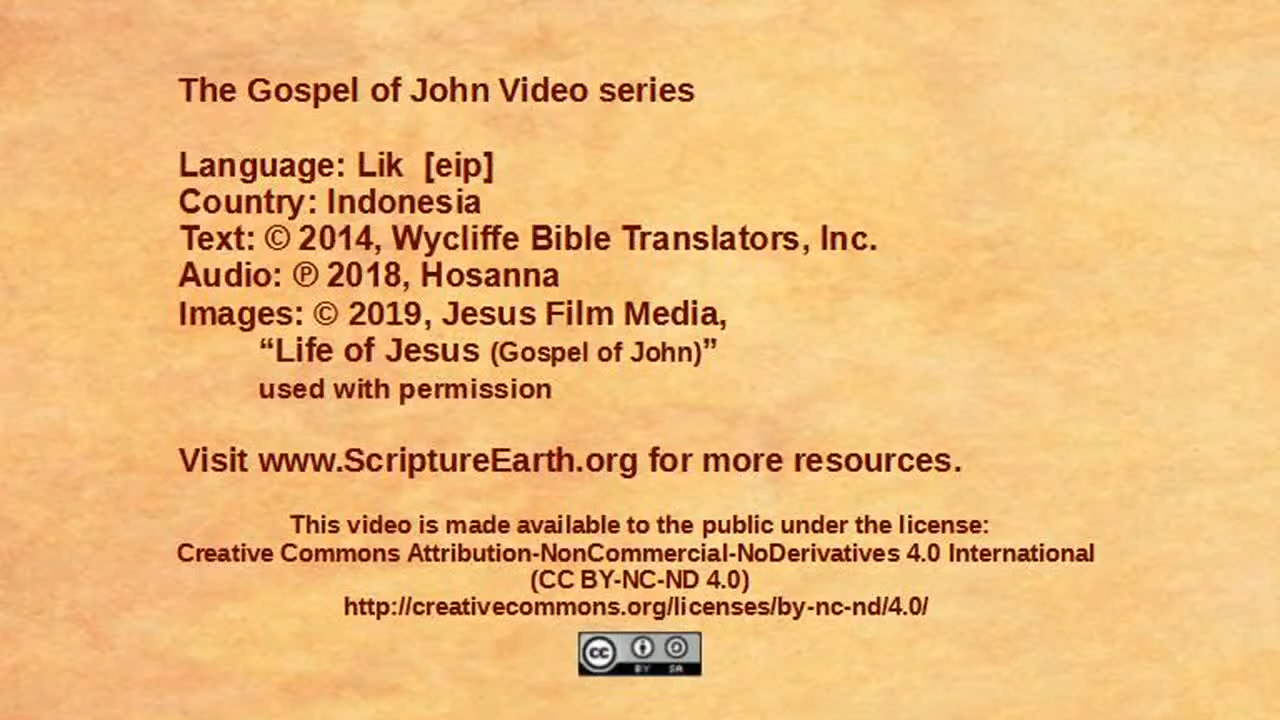 The Gospel of John Video series
Language: Lik [eip]
Country: Indonesia
Text: © 2014, Wycliffe Bible Translators, Inc.
Audio: ℗ 2018, Hosanna
Images: © 2019, Jesus Film Media,
“Life of Jesus (Gospel of John)”
used with permission
Visit www.ScriptureEarth.org for more resources.
This video is made available to the public under the license:
Creative Commons Attribution-NonCommercial-NoDerivatives 4.0 International
(CC BY-NC-ND 4.0)
http://creativecommons.org/licenses/by-nc-nd/4.0/
cc BY SA